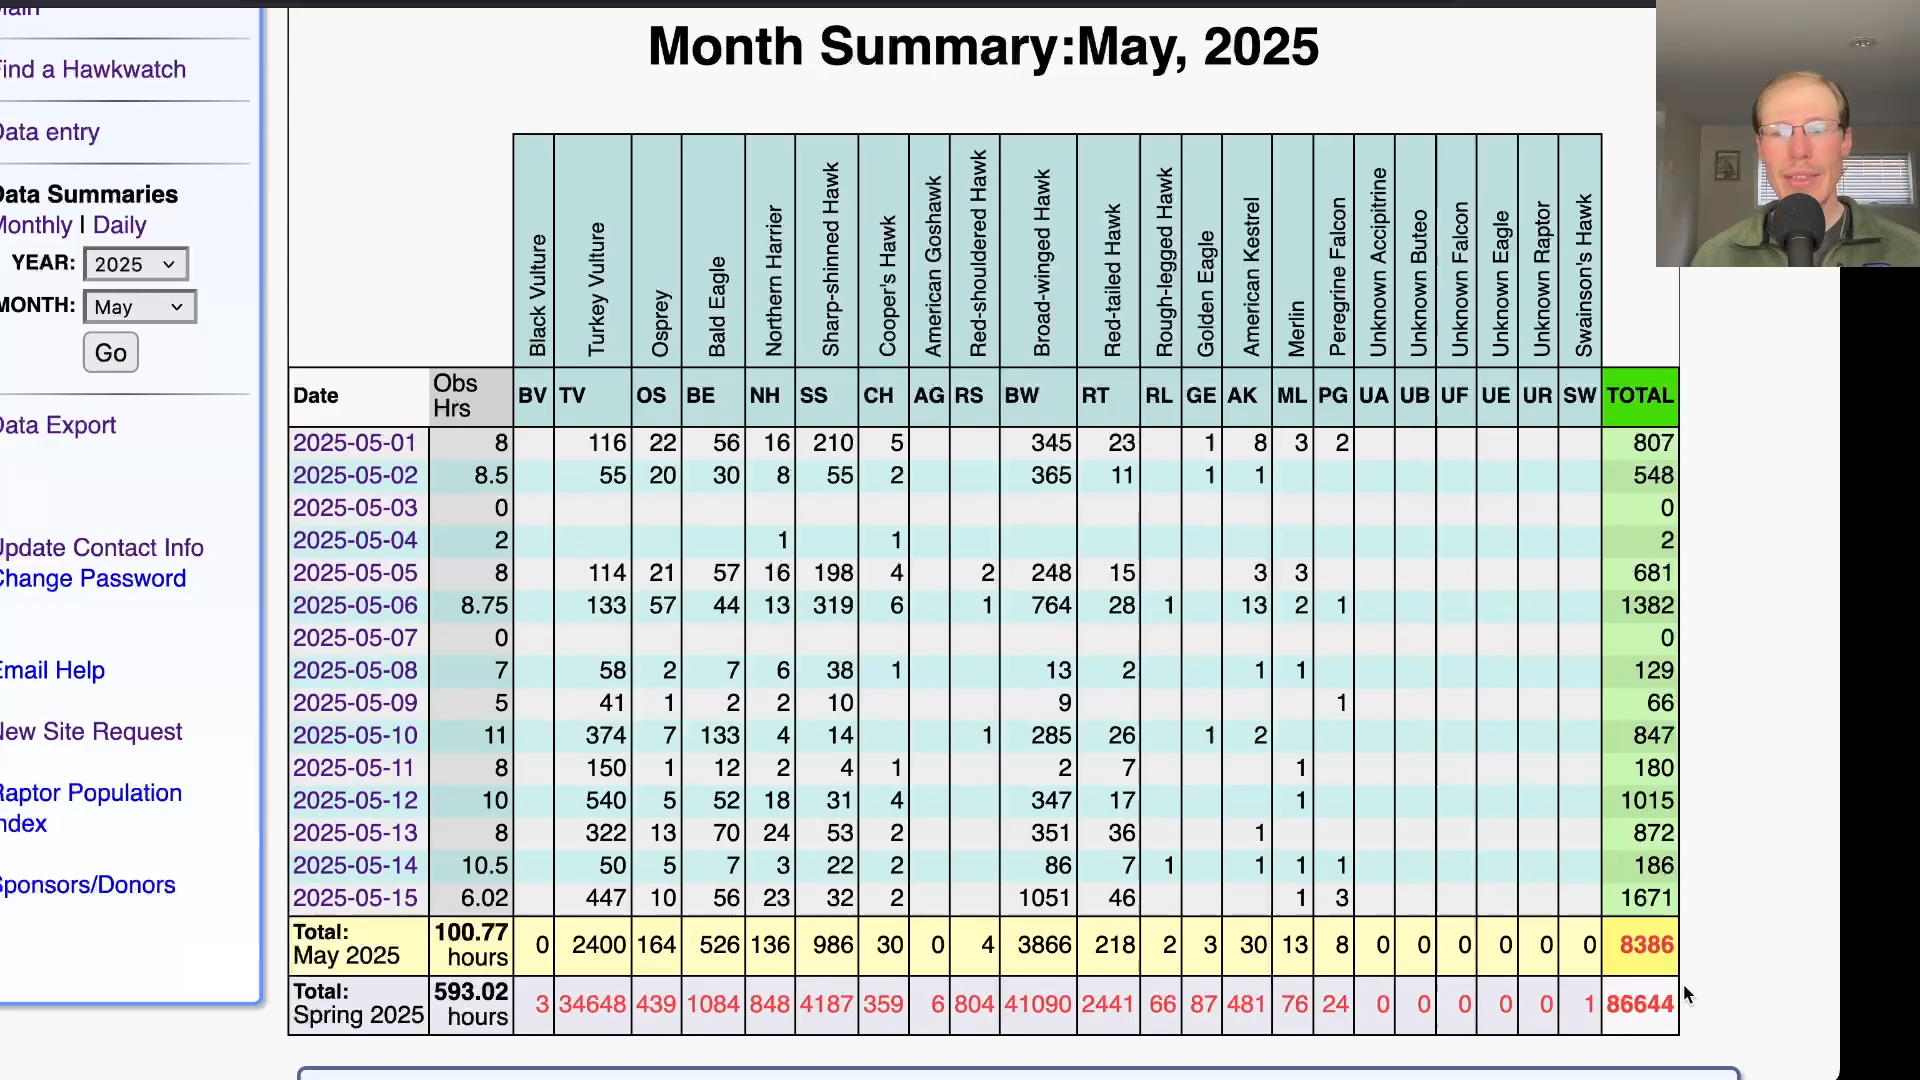 Month Summary:May, 2025
Find a Hawkwatch
Data entry
Data Summaries
Monthly | Daily
YEAR: 2025
MONTH: May
Go
Data Export
Update Contact Info
Change Password
Email Help
New Site Request
Raptor Population
Index
Sponsors/Donors
Black Vulture
Turkey Vulture
Osprey
Bald Eagle
Northern Harrier
Sharp-shinned Hawk
Cooper's Hawk
American Goshawk
Red-shouldered Hawk
Broad-winged Hawk
Red-tailed Hawk
Rough-legged Hawk
Golden Eagle
American Kestrel
Merlin
Peregrine Falcon
Unknown Accipitrine
Unknown Buteo
Unknown Falcon
Unknown Eagle
Unknown Raptor
Swainson's Hawk
Date Obs Hrs BV TV OS BE NH SS CH AG RS BW RT RL GE AK ML PG UA UB UF UE UR SW TOTAL
2025-05-01 8 116 22 56 16 210 5 345 23 1 8 3 2 807
2025-05-02 8.5 55 20 30 8 55 2 365 11 1 1 548
2025-05-03 0 0
2025-05-04 2 1 1 2
2025-05-05 8 114 21 57 16 198 4 2 248 15 3 3 681
2025-05-06 8.75 133 57 44 13 319 6 1 764 28 1 13 2 1 1382
2025-05-07 0 0
2025-05-08 7 58 2 7 6 38 1 13 2 1 1 129
2025-05-09 5 41 1 2 2 10 9 1 66
2025-05-10 11 374 7 133 4 14 1 285 26 1 2 847
2025-05-11 8 150 1 12 2 4 1 2 7 1 180
2025-05-12 10 540 5 52 18 31 4 347 17 1 1015
2025-05-13 8 322 13 70 24 53 2 351 36 1 872
2025-05-14 10.5 50 5 7 3 22 2 86 7 1 1 1 1 186
2025-05-15 6.02 447 10 56 23 32 2 1051 46 1 3 1671
Total: May 2025 100.77 hours 0 2400 164 526 136 986 30 0 4 3866 218 2 3 30 13 8 0 0 0 0 0 0 8386
Total: Spring 2025 593.02 hours 3 34648 439 1084 848 4187 359 6 804 41090 2441 66 87 481 76 24 0 0 0 0 0 1 86644